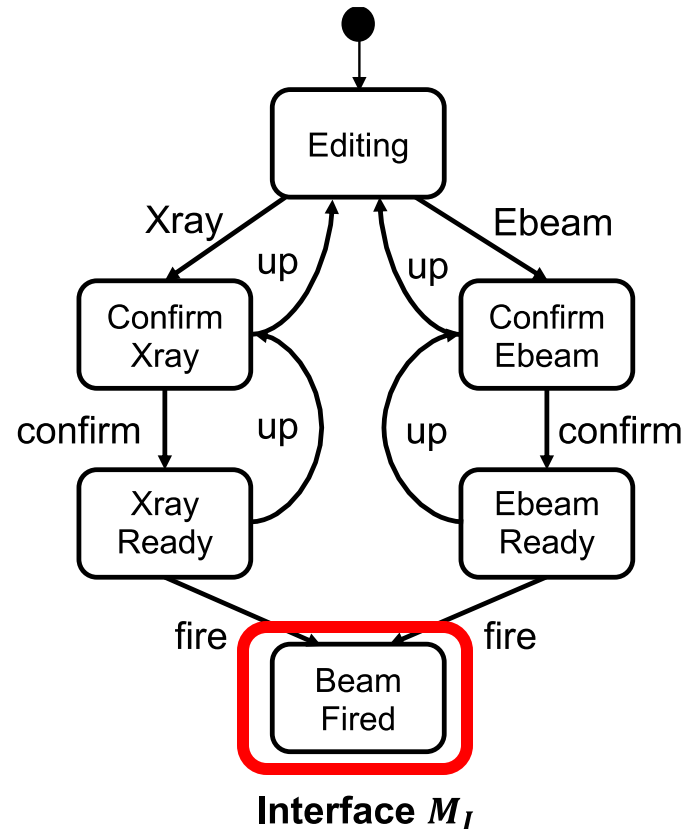 Editing
Xray
Ebeam
up
up
Confirm
Xray
Confirm
Ebeam
confirm
up
up
confirm
Xray
Ready
Ebeam
Ready
fire
fire
Beam
Fired
Interface M_I